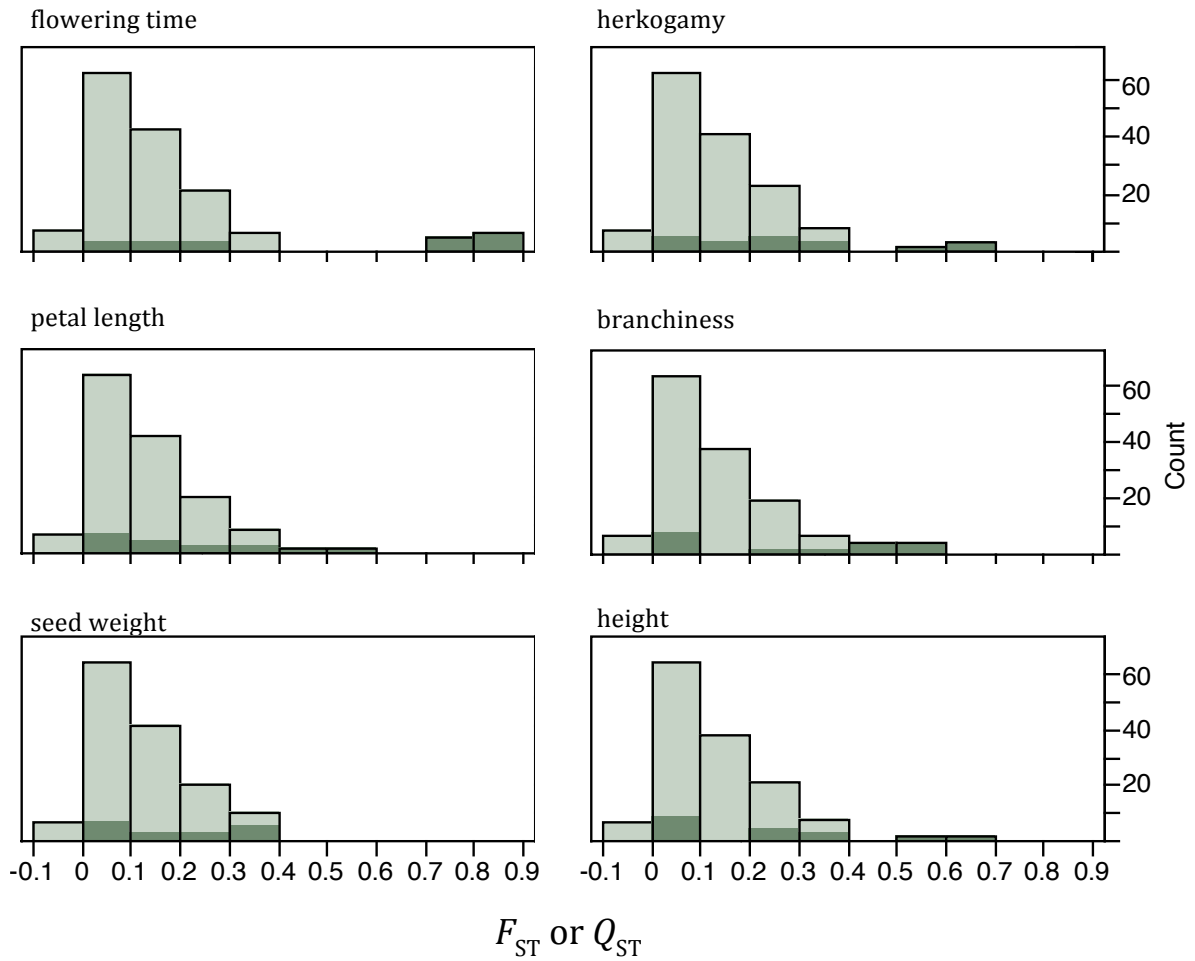 flowering time
herkogamy
60
40
20
petal length
branchiness
60
40
20
Count
seed weight
height
60
40
20
-0.1 0 0.1 0.2 0.3 0.4 0.5 0.6 0.7 0.8 0.9
-0.1 0 0.1 0.2 0.3 0.4 0.5 0.6 0.7 0.8 0.9
F_ST or Q_ST